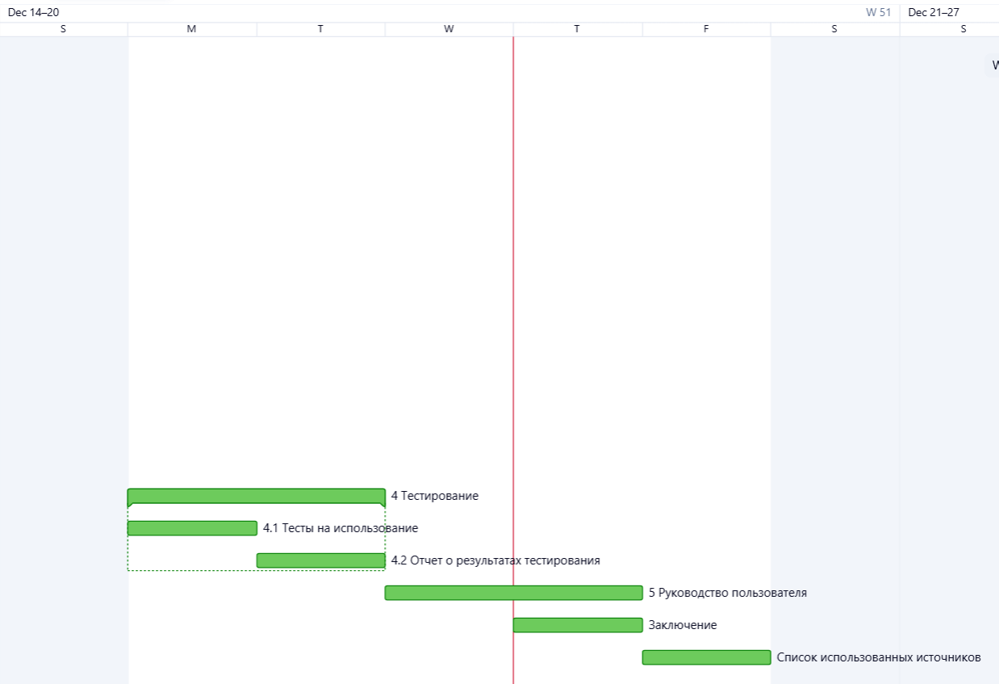 Dec 14–20 W 51 Dec 21–27
S M T W T F S S
W
4 Тестирование
4.1 Тесты на использование
4.2 Отчет о результатах тестирования
5 Руководство пользователя
Заключение
Список использованных источников